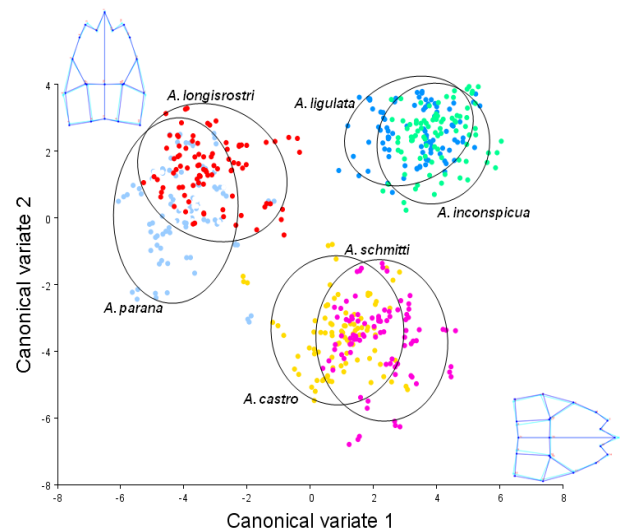 4
2
0
-2
-4
-6
-8
Canonical variate 2
A. longisrostri
A. ligulata
A. inconspicua
A. schmitti
A. parana
A. castro
-8
-6
-4
-2
0
2
4
6
8
Canonical variate 1